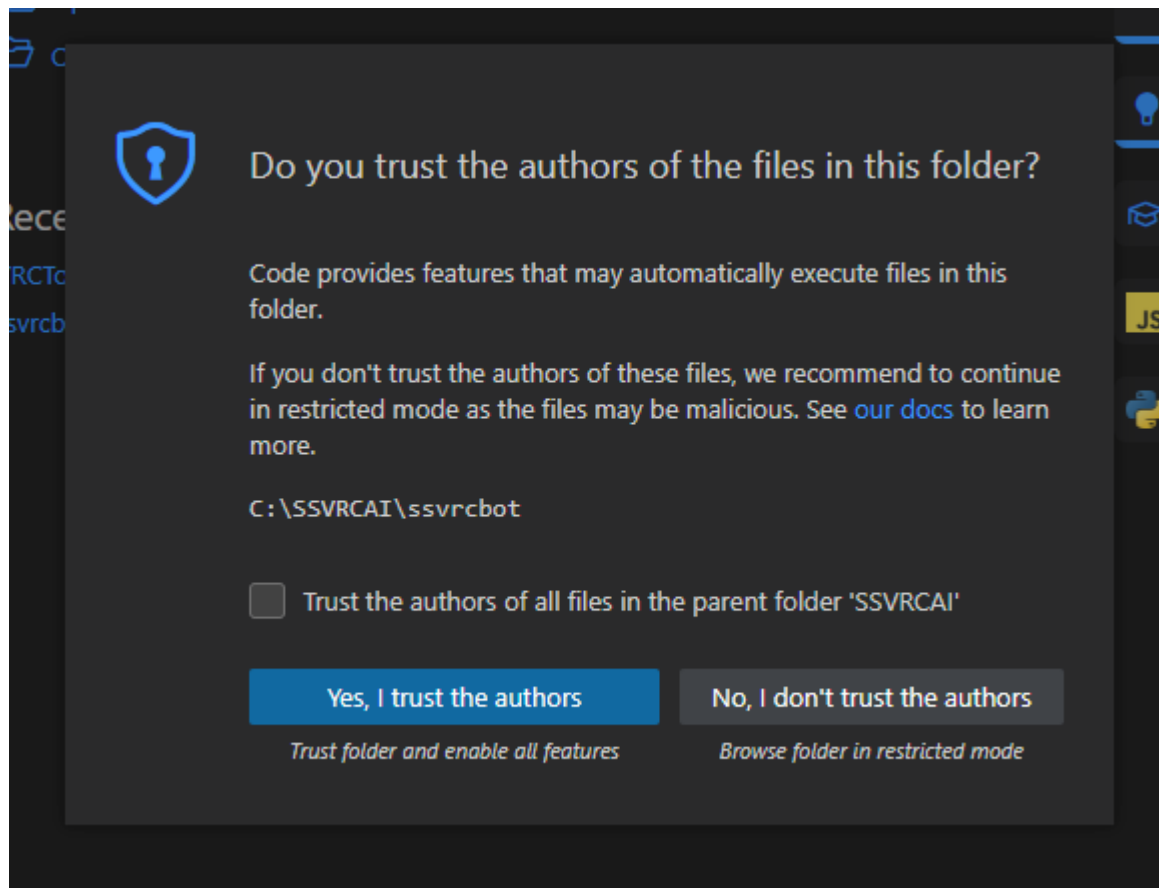 Do you trust the authors of the files in this folder?
Code provides features that may automatically execute files in this
folder.
If you don't trust the authors of these files, we recommend to continue
in restricted mode as the files may be malicious. See our docs to learn
more.
C:\SSVRCAI\ssvrcbot
Trust the authors of all files in the parent folder 'SSVRCAI'
Yes, I trust the authors
No, I don't trust the authors
Trust folder and enable all features
Browse folder in restricted mode
JS